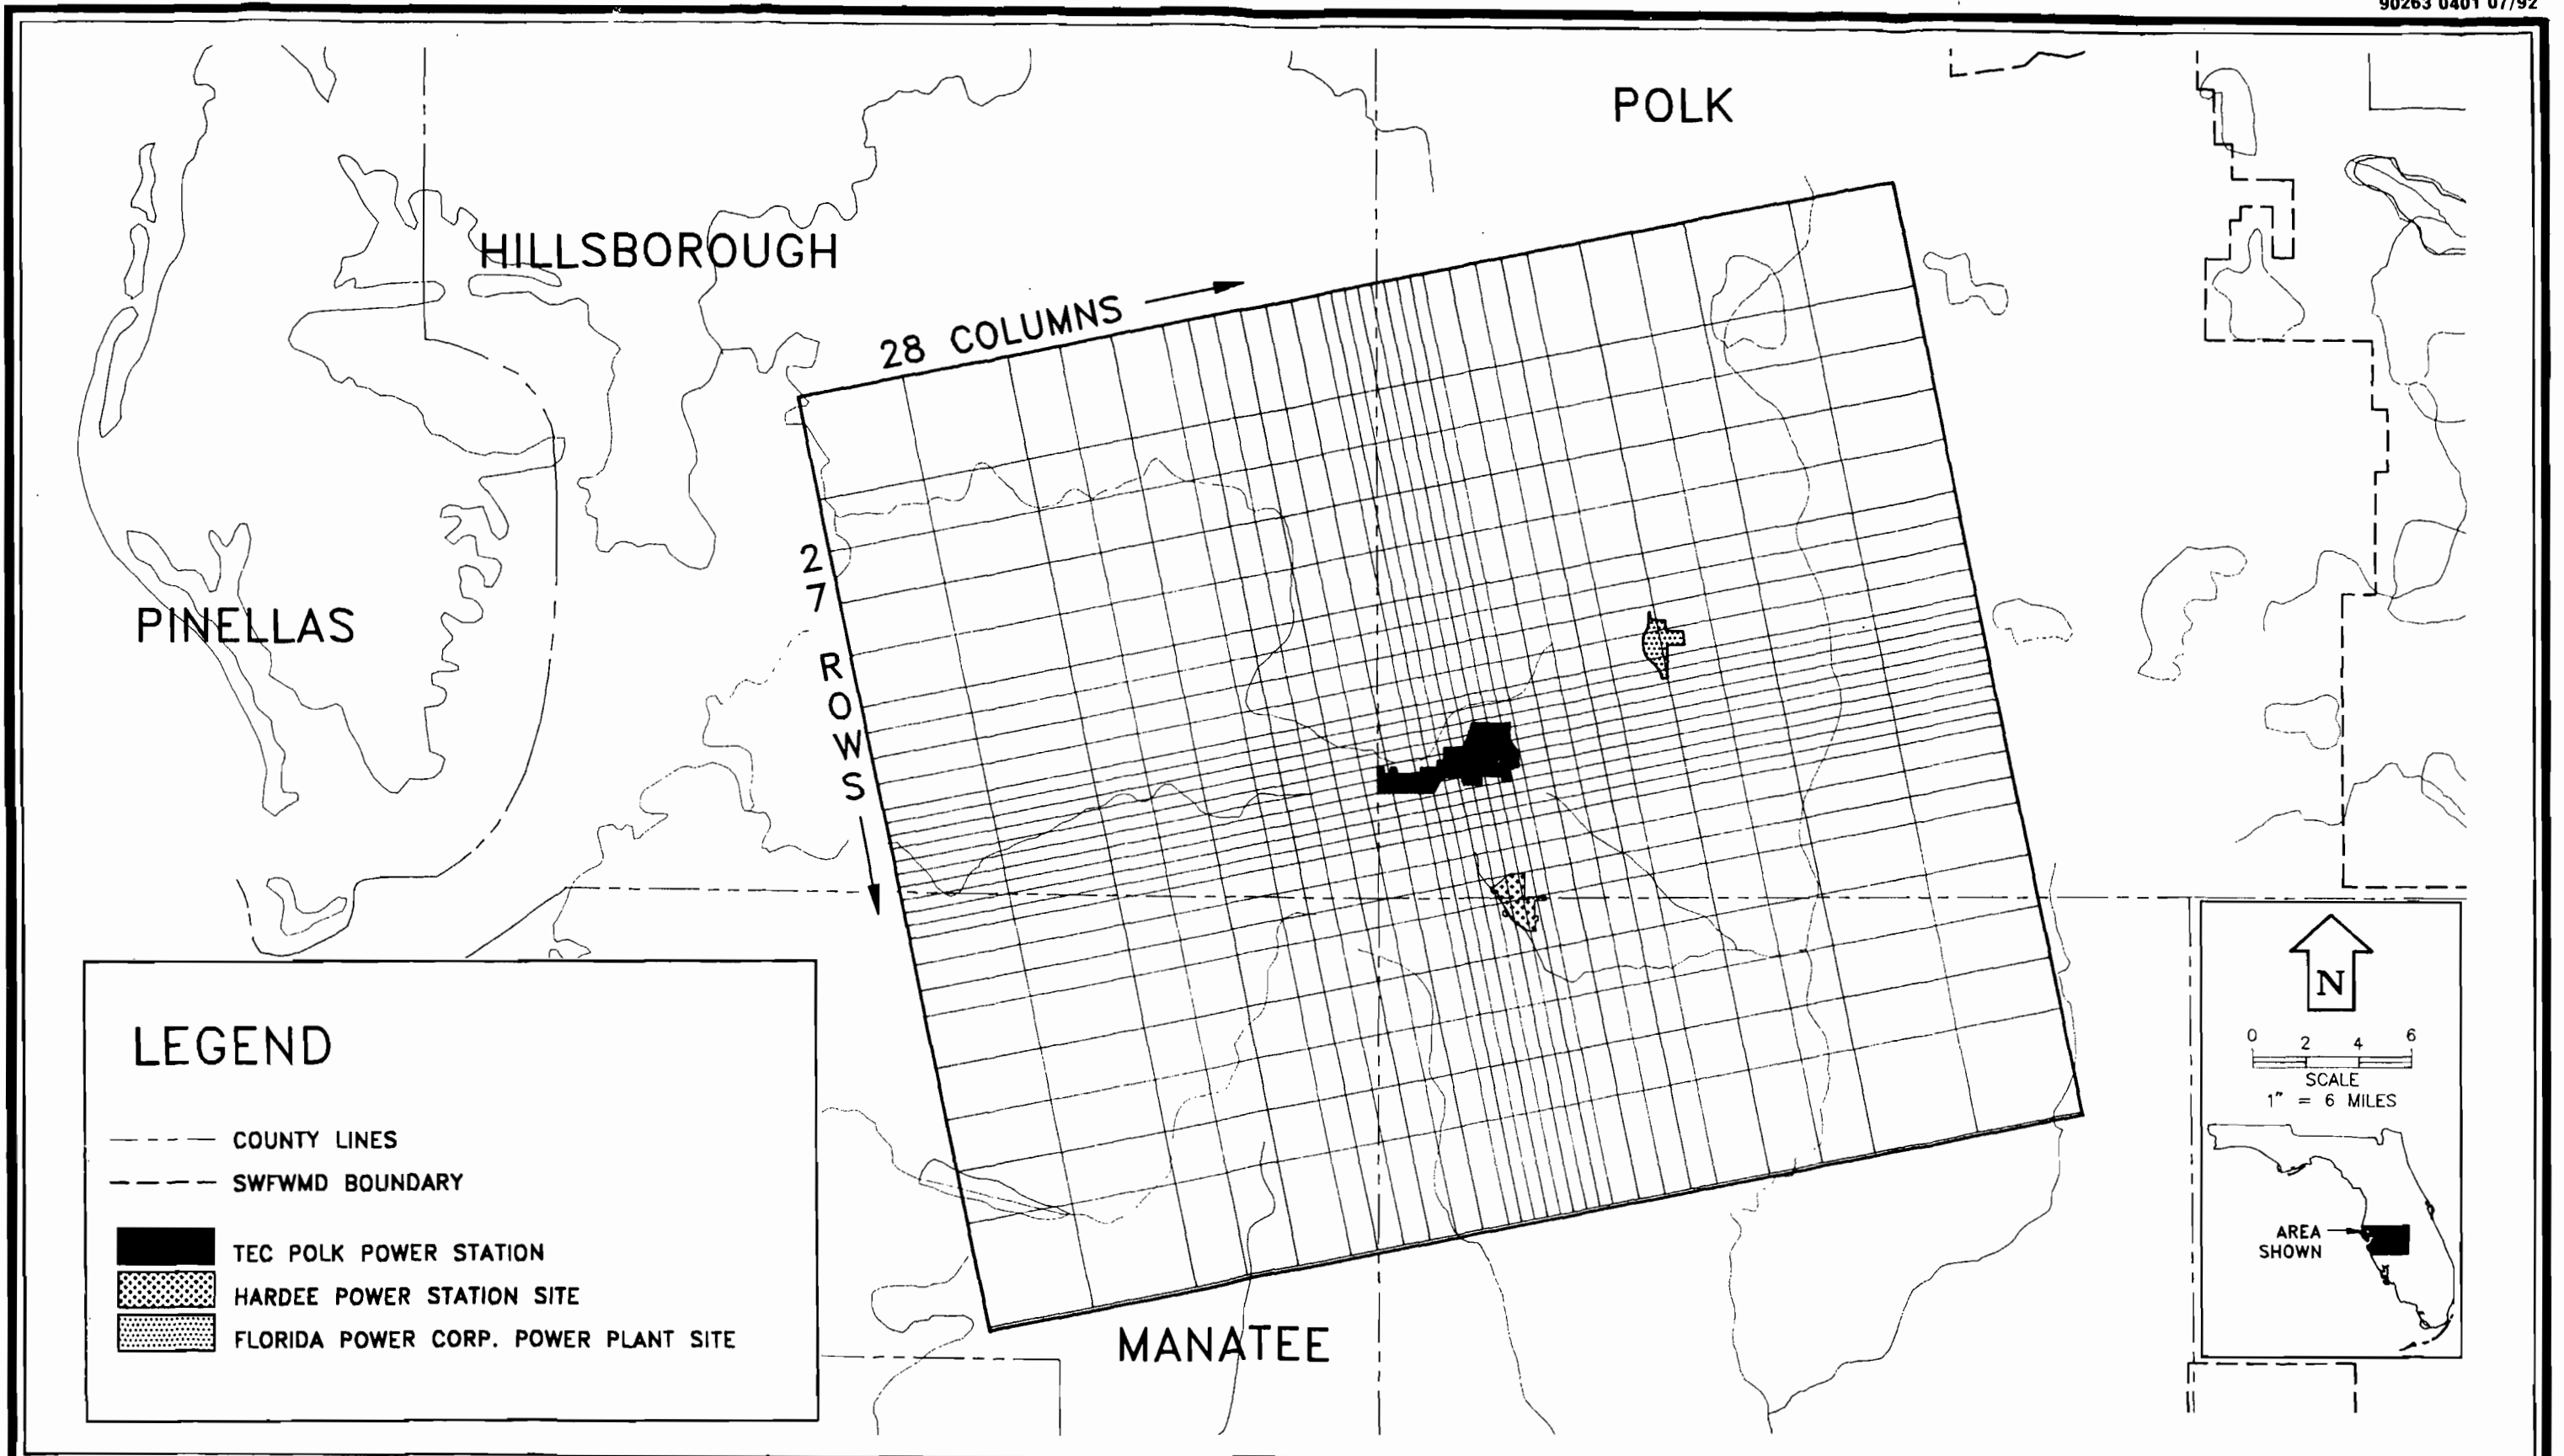 90263 0401 07/92
POLK
HILLSBOROUGH
28 COLUMNS
27 ROWS
PINELLAS
MANATEE
LEGEND
COUNTY LINES
SWFWMD BOUNDARY
TEC POLK POWER STATION
HARDEE POWER STATION SITE
FLORIDA POWER CORP. POWER PLANT SITE
N
0 2 4 6
SCALE
1" = 6 MILES
AREA
SHOWN